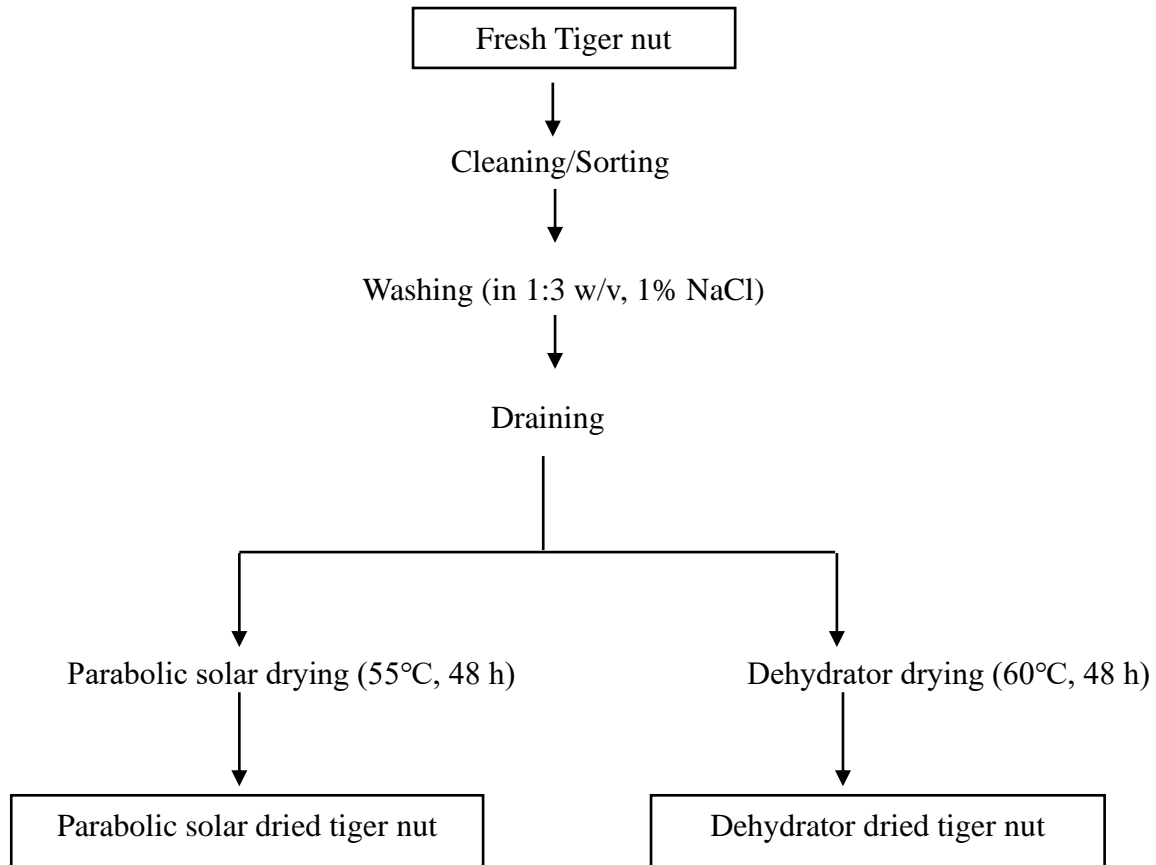 Fresh Tiger nut
Cleaning/Sorting
Washing (in 1:3 w/v, 1% NaCl)
Draining
Parabolic solar drying (55℃, 48 h)
Dehydrator drying (60℃, 48 h)
Parabolic solar dried tiger nut
Dehydrator dried tiger nut